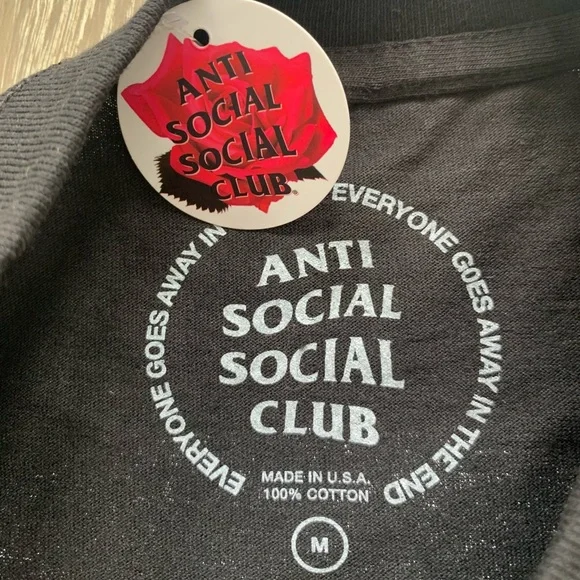 ANTI
SOCIAL
SOCIAL
CLUB
EVERYONE GOES AWAY IN
EVERYONE GOES AWAY IN THE END
ANTI
SOCIAL
SOCIAL
CLUB
MADE IN U.S.A.
100% COTTON
M